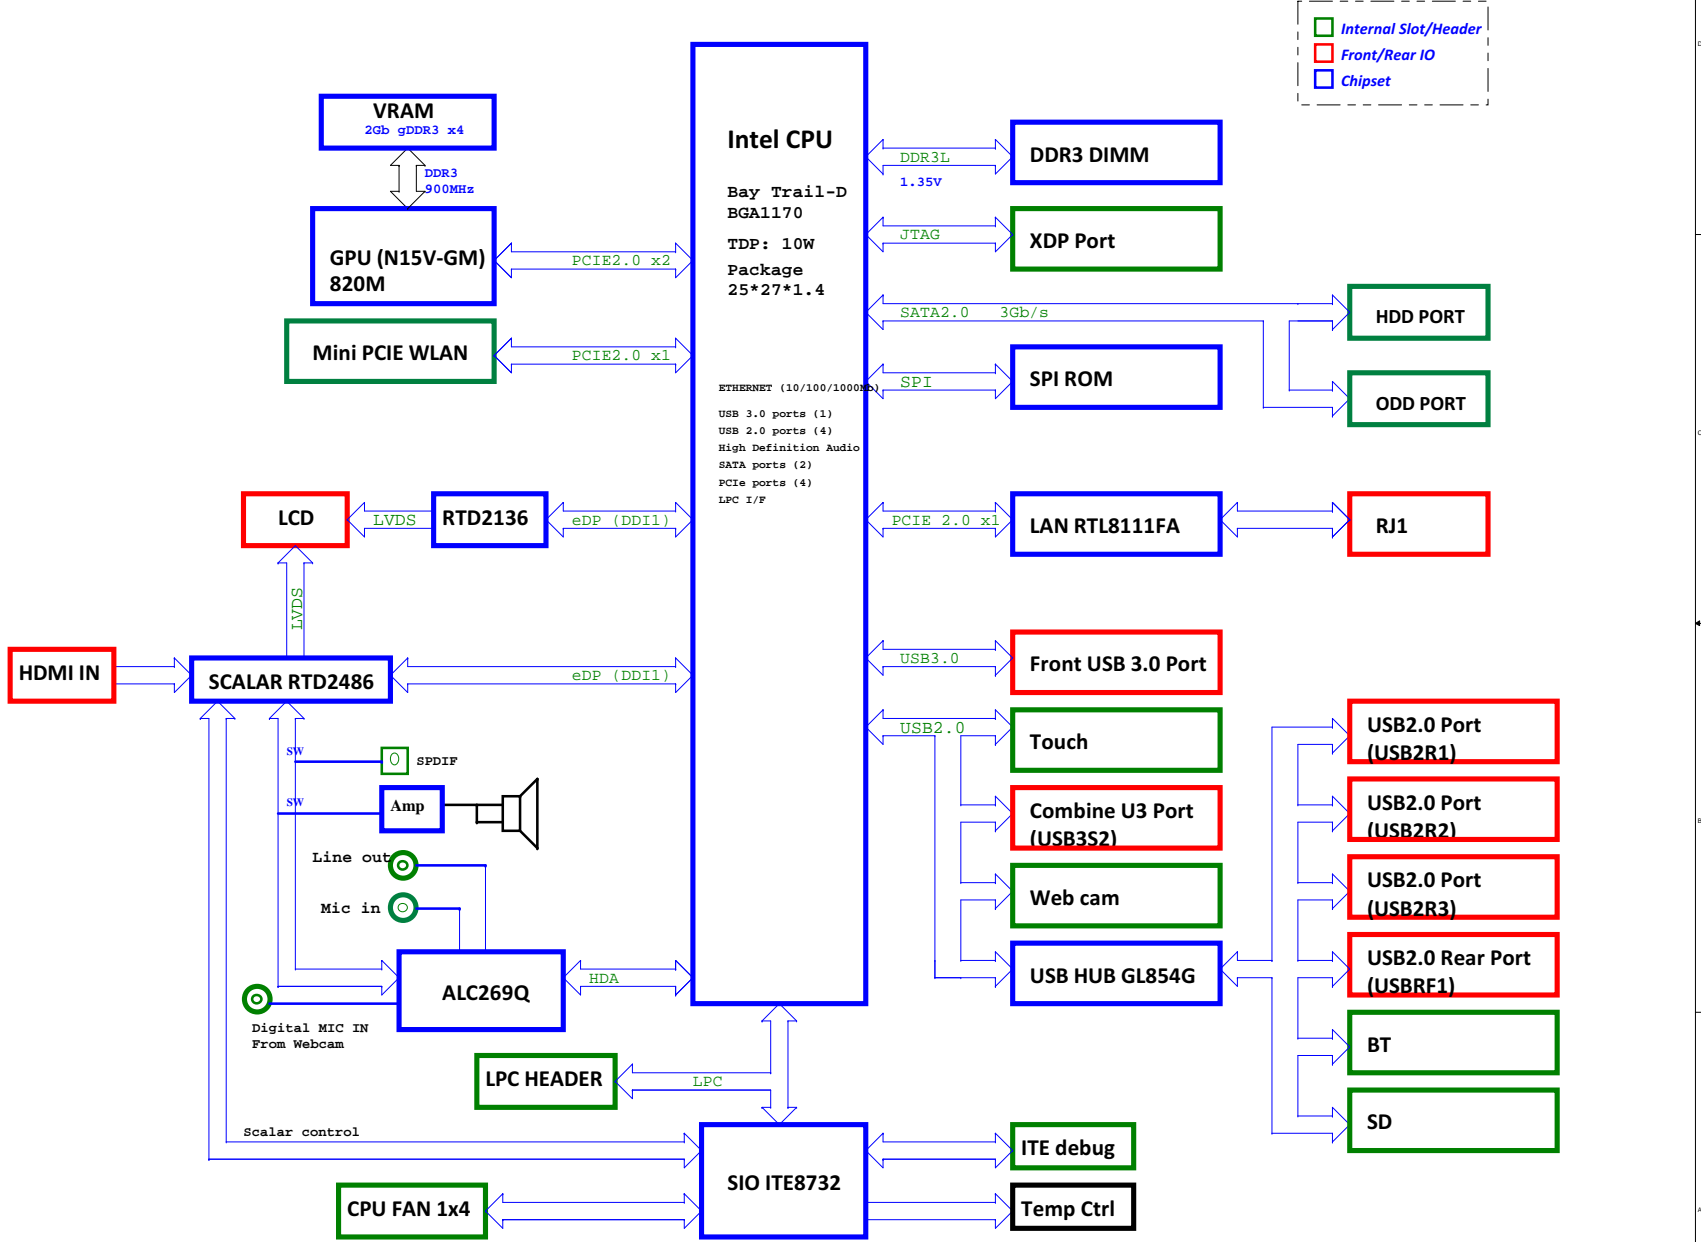 Internal Slot/Header
Front/Rear IO
Chipset
VRAM
2Gb gDDR3 x4
DDR3
900MHz
GPU (N15V-GM)
820M
PCIE2.0 x2
Mini PCIE WLAN
PCIE2.0 x1
Intel CPU
Bay Trail-D
BGA1170
TDP: 10W
Package
25*27*1.4
ETHERNET (10/100/1000Mb)
USB 3.0 ports (1)
USB 2.0 ports (4)
High Definition Audio
SATA ports (2)
PCIe ports (4)
LPC I/F
DDR3L
1.35V
DDR3 DIMM
JTAG
XDP Port
SATA2.0 3Gb/s
HDD PORT
ODD PORT
SPI
SPI ROM
LCD
LVDS
RTD2136
eDP (DDI1)
PCIE 2.0 x1
LAN RTL8111FA
RJ1
LVDS
HDMI IN
SCALAR RTD2486
eDP (DDI1)
USB3.0
Front USB 3.0 Port
USB2.0
Touch
Combine U3 Port
(USB3S2)
Web cam
USB HUB GL854G
USB2.0 Port
(USB2R1)
USB2.0 Port
(USB2R2)
USB2.0 Port
(USB2R3)
USB2.0 Rear Port
(USBRF1)
BT
SD
SW
SPDIF
SW
Amp
Line out
Mic in
ALC269Q
HDA
Digital MIC IN
From Webcam
LPC HEADER
LPC
Scalar control
SIO ITE8732
ITE debug
Temp Ctrl
CPU FAN 1x4
D
C
B
A